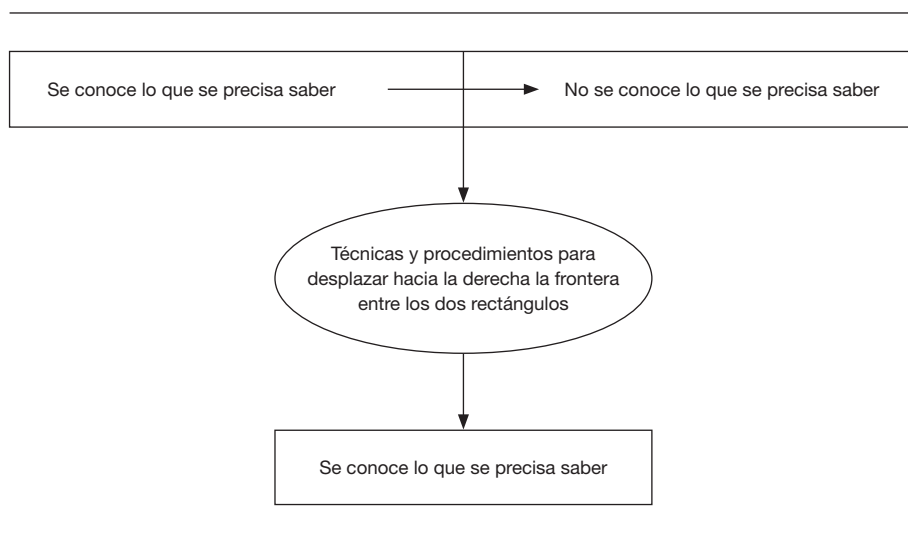 Se conoce lo que se precisa saber
No se conoce lo que se precisa saber
Técnicas y procedimientos para
desplazar hacia la derecha la frontera
entre los dos rectángulos
Se conoce lo que se precisa saber